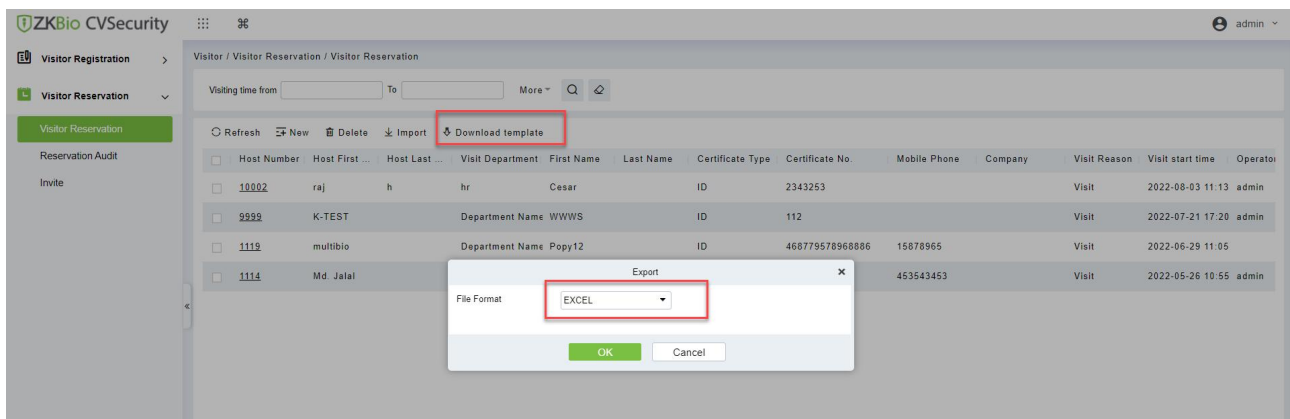 ZKBio CVSecurity
admin
Visitor Registration
Visitor / Visitor Reservation / Visitor Reservation
Visitor Reservation
Visiting time from To More
Visitor Reservation
Reservation Audit
Invite
Refresh New Delete Import Download template
Host Number Host First ... Host Last ... Visit Department First Name Last Name Certificate Type Certificate No. Mobile Phone Company Visit Reason Visit start time Operator
10002 raj h hr Cesar ID 2343253 Visit 2022-08-03 11:13 admin
9999 K-TEST Department Name WWWS ID 112 Visit 2022-07-21 17:20 admin
1119 multibio Department Name Popy12 ID 468779578968886 15878965 Visit 2022-06-29 11:05
1114 Md. Jalal 453543453 Visit 2022-05-26 10:55 admin
Export
File Format EXCEL
OK Cancel